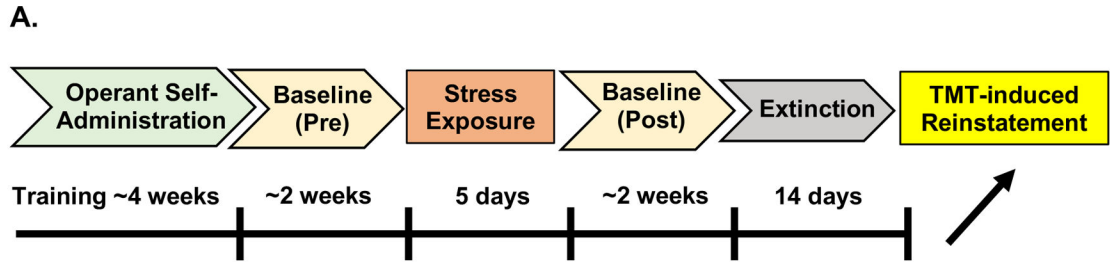 A.
Operant Self-
Administration
Baseline
(Pre)
Stress
Exposure
Baseline
(Post)
Extinction
TMT-induced
Reinstatement
Training ~4 weeks
~2 weeks
5 days
~2 weeks
14 days